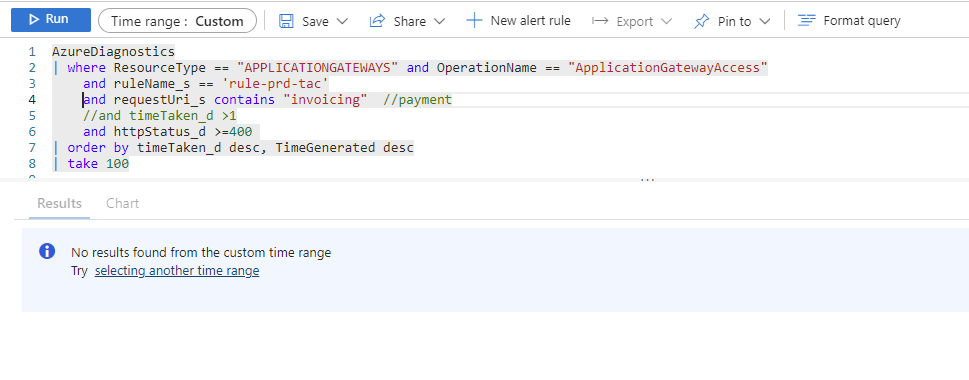 Run Time range : Custom Save Share New alert rule Export Pin to Format query
1 AzureDiagnostics
2 | where ResourceType == "APPLICATIONGATEWAYS" and OperationName == "ApplicationGatewayAccess"
3 and ruleName_s == 'rule-prd-tac'
4 and requestUri_s contains "invoicing" //payment
5 //and timeTaken_d >1
6 and httpStatus_d >=400
7 | order by timeTaken_d desc, TimeGenerated desc
8 | take 100
Results Chart
No results found from the custom time range
Try selecting another time range